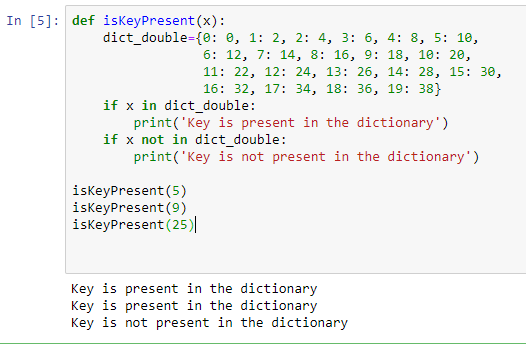 In [5]: def isKeyPresent(x):
dict_double={0: 0, 1: 2, 2: 4, 3: 6, 4: 8, 5: 10,
6: 12, 7: 14, 8: 16, 9: 18, 10: 20,
11: 22, 12: 24, 13: 26, 14: 28, 15: 30,
16: 32, 17: 34, 18: 36, 19: 38}
if x in dict_double:
print('Key is present in the dictionary')
if x not in dict_double:
print('Key is not present in the dictionary')
isKeyPresent(5)
isKeyPresent(9)
isKeyPresent(25)
Key is present in the dictionary
Key is present in the dictionary
Key is not present in the dictionary